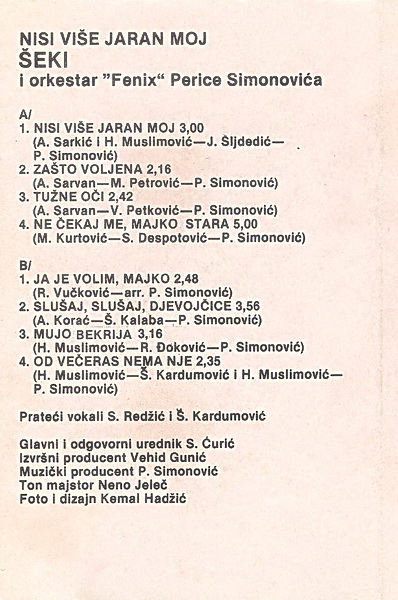 NISI VIŠE JARAN MOJ
ŠEKI
i orkestar "Fenix" Perice Simonovića
A/
1. NISI VIŠE JARAN MOJ 3,00
(A. Sarkić i H. Muslimović—J. Šljdedić—
P. Simonović)
2. ZAŠTO VOLJENA 2,16
(A. Sarvan—M. Petrović—P. Simonović)
3. TUŽNE OČI 2,42
(A. Sarvan—V. Petković—P. Simonović)
4. NE ČEKAJ ME, MAJKO STARA 5,00
(M. Kurtović—S. Despotović—P. Simonović)
B/
1. JA JE VOLIM, MAJKO 2,48
(R. Vučković—arr. P. Simonović)
2. SLUŠAJ, SLUŠAJ, DJEVOJČICE 3,56
(A. Korać—Š. Kalaba—P. Simonović)
3. MUJO BEKRIJA 3,16
(H. Muslimović—R. Đoković—P. Simonović)
4. OD VEČERAS NEMA NJE 2,35
(H. Muslimović—Š. Kardumović i H. Muslimović—
P. Simonović)
Prateći vokali S. Redžić i Š. Kardumović
Glavni i odgovorni urednik S. Ćurić
Izvršni producent Vehid Gunić
Muzički producent P. Simonović
Ton majstor Neno Jeleč
Foto i dizajn Kemal Hadžić